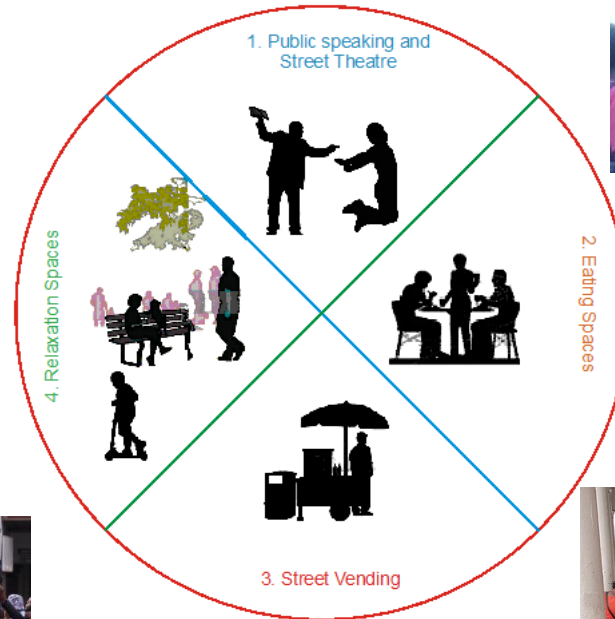 1. Public speaking and
Street Theatre
2. Eating Spaces
3. Street Vending
4. Relaxation Spaces